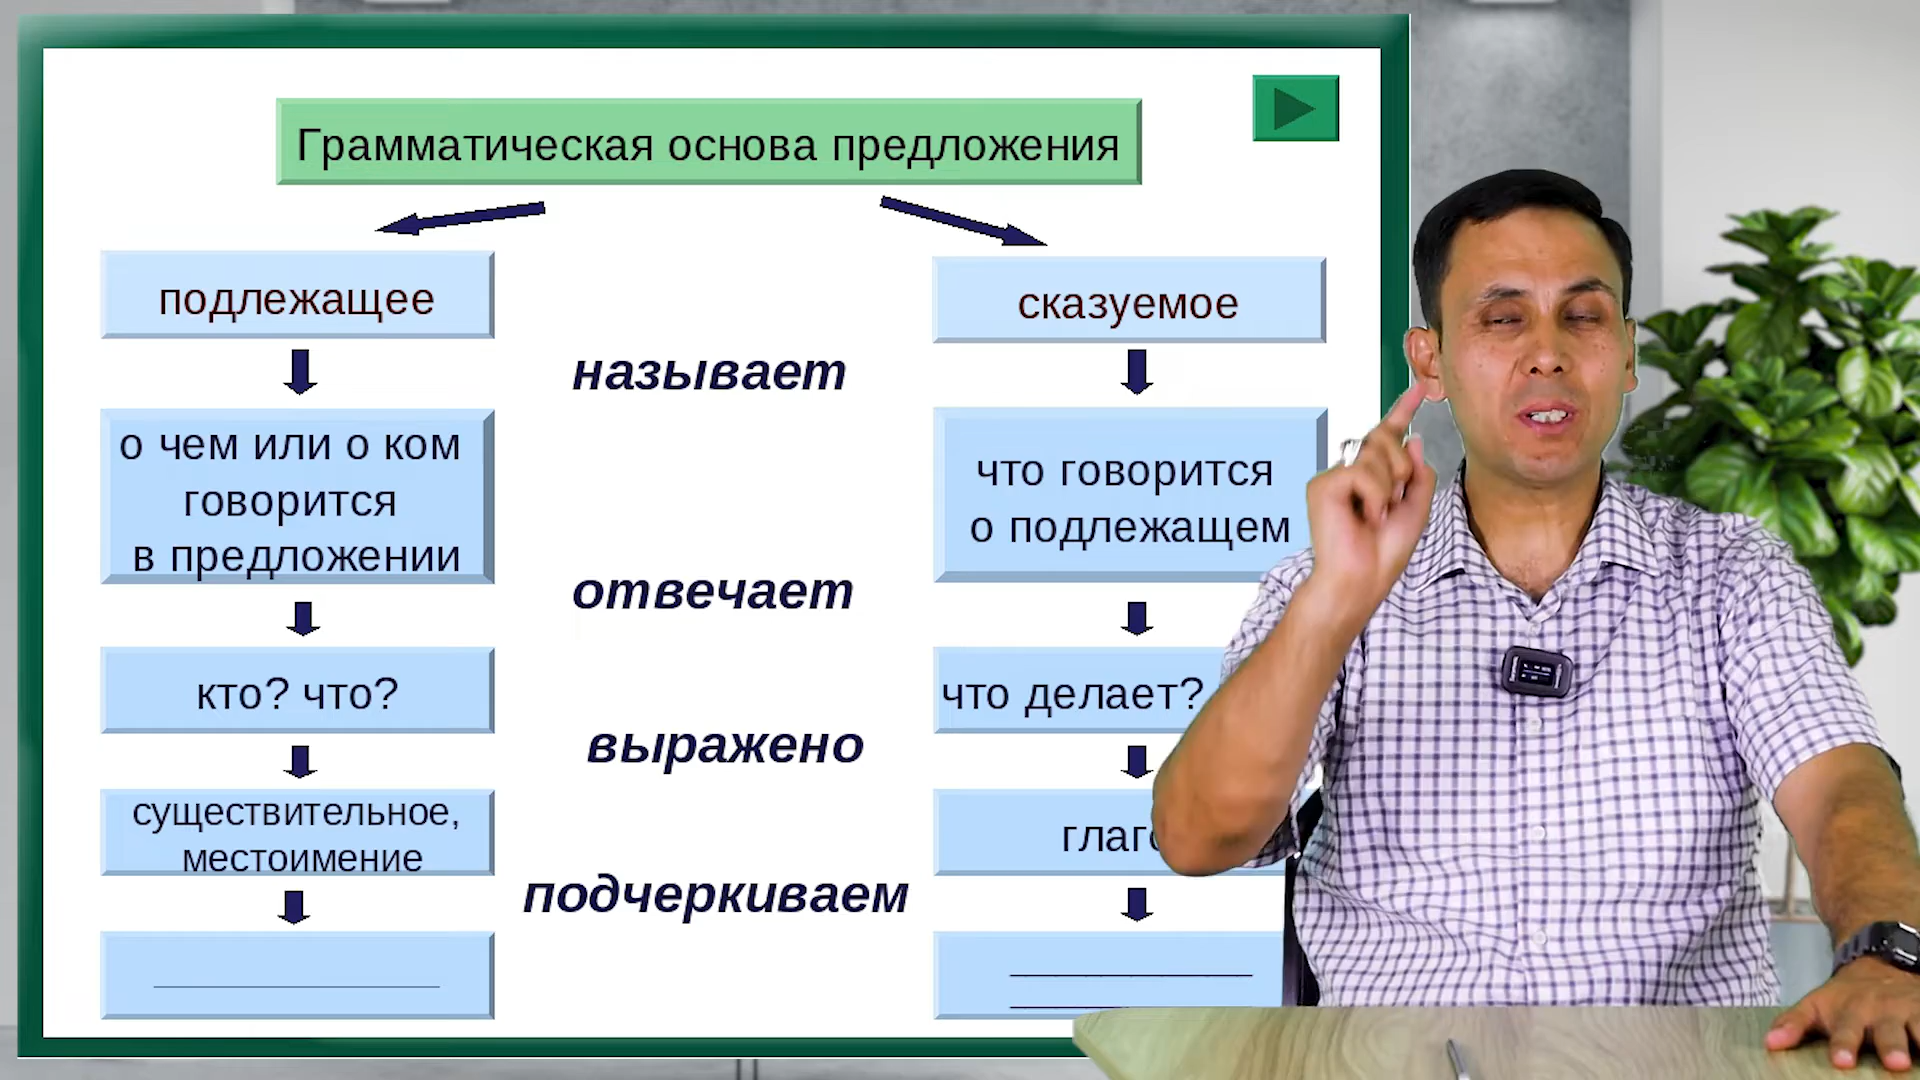 Грамматическая основа предложения
подлежащее
сказуемое
называет
о чем или о ком
говорится
в предложении
что говорится
о подлежащем
отвечает
кто? что?
что делает?
выражено
существительное,
местоимение
подчеркиваем